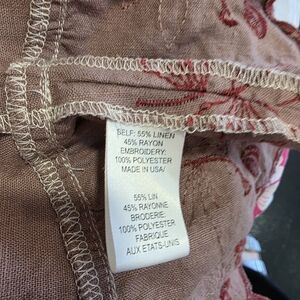 SELF: 55% LINEN
45% RAYON
EMBROIDERY:
100% POLYESTER
MADE IN USA/
55% LIN
45% RAYONNE
BRODERIE:
100% POLYESTER
FABRIQUE
AUX ETATS-UNIS